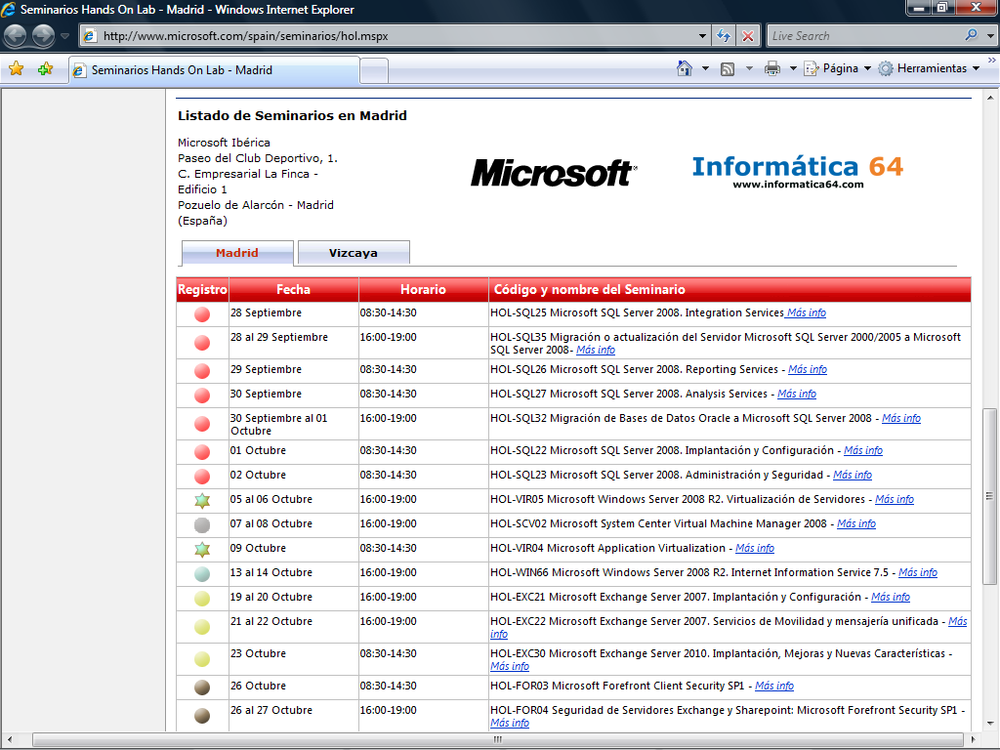 Seminarios Hands On Lab - Madrid - Windows Internet Explorer
http://www.microsoft.com/spain/seminarios/hol.mspx
Live Search
Seminarios Hands On Lab - Madrid
Página
Herramientas
Listado de Seminarios en Madrid
Microsoft Ibérica
Paseo del Club Deportivo, 1.
C. Empresarial La Finca -
Edificio 1
Pozuelo de Alarcón - Madrid
(España)
Microsoft
Informática 64
www.informatica64.com
Madrid Vizcaya
Registro Fecha Horario Código y nombre del Seminario
28 Septiembre 08:30-14:30 HOL-SQL25 Microsoft SQL Server 2008. Integration Services Más info
28 al 29 Septiembre 16:00-19:00 HOL-SQL35 Migración o actualización del Servidor Microsoft SQL Server 2000/2005 a Microsoft
SQL Server 2008- Más info
29 Septiembre 08:30-14:30 HOL-SQL26 Microsoft SQL Server 2008. Reporting Services - Más info
30 Septiembre 08:30-14:30 HOL-SQL27 Microsoft SQL Server 2008. Analysis Services - Más info
30 Septiembre al 01 16:00-19:00 HOL-SQL32 Migración de Bases de Datos Oracle a Microsoft SQL Server 2008 - Más info
Octubre
01 Octubre 08:30-14:30 HOL-SQL22 Microsoft SQL Server 2008. Implantación y Configuración - Más info
02 Octubre 08:30-14:30 HOL-SQL23 Microsoft SQL Server 2008. Administración y Seguridad - Más info
05 al 06 Octubre 16:00-19:00 HOL-VIR05 Microsoft Windows Server 2008 R2. Virtualización de Servidores - Más info
07 al 08 Octubre 16:00-19:00 HOL-SCV02 Microsoft System Center Virtual Machine Manager 2008 - Más info
09 Octubre 08:30-14:30 HOL-VIR04 Microsoft Application Virtualization - Más info
13 al 14 Octubre 16:00-19:00 HOL-WIN66 Microsoft Windows Server 2008 R2. Internet Information Service 7.5 - Más info
19 al 20 Octubre 16:00-19:00 HOL-EXC21 Microsoft Exchange Server 2007. Implantación y Configuración - Más info
21 al 22 Octubre 16:00-19:00 HOL-EXC22 Microsoft Exchange Server 2007. Servicios de Movilidad y mensajería unificada - Más
info
23 Octubre 08:30-14:30 HOL-EXC30 Microsoft Exchange Server 2010. Implantación, Mejoras y Nuevas Características -
Más info
26 Octubre 08:30-14:30 HOL-FOR03 Microsoft Forefront Client Security SP1 - Más info
26 al 27 Octubre 16:00-19:00 HOL-FOR04 Seguridad de Servidores Exchange y Sharepoint: Microsoft Forefront Security SP1 -
Más info